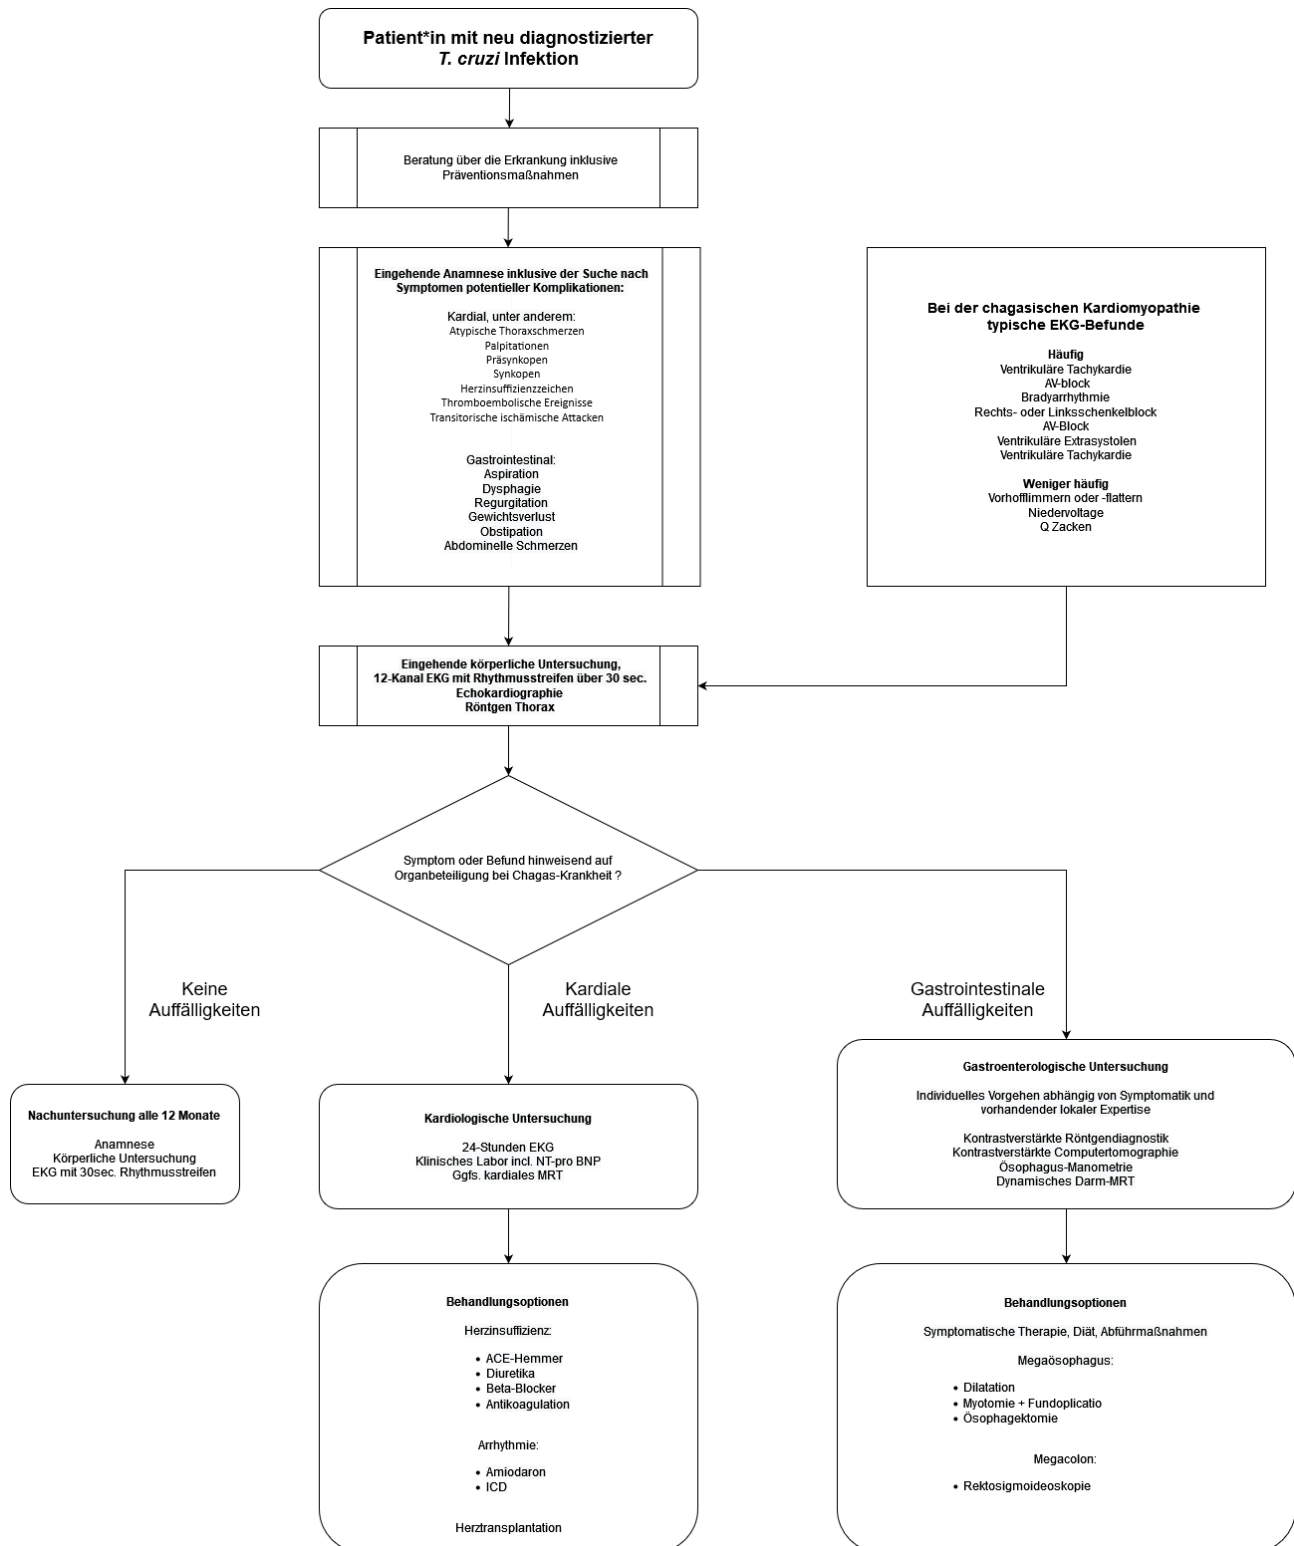 Patient*in mit neu diagnostizierter
T. cruzi Infektion
Beratung über die Erkrankung inklusive
Präventionsmaßnahmen
Eingehende Anamnese inklusive der Suche nach
Symptomen potentieller Komplikationen:
Kardial, unter anderem:
Atypische Thoraxschmerzen
Palpitationen
Präsynkopen
Synkopen
Herzinsuffizienzzeichen
Thromboembolische Ereignisse
Transitorische ischämische Attacken
Gastrointestinal:
Aspiration
Dysphagie
Regurgitation
Gewichtsverlust
Obstipation
Abdominelle Schmerzen
Bei der chagasischen Kardiomyopathie
typische EKG-Befunde
Häufig
Ventrikuläre Tachykardie
AV-block
Bradyarrhythmie
Rechts- oder Linksschenkelblock
AV-Block
Ventrikuläre Extrasystolen
Ventrikuläre Tachykardie
Weniger häufig
Vorhofflimmern oder -flattern
Niedervoltage
Q Zacken
Eingehende körperliche Untersuchung,
12-Kanal EKG mit Rhythmusstreifen über 30 sec.
Echokardiographie
Röntgen Thorax
Symptom oder Befund hinweisend auf
Organbeteiligung bei Chagas-Krankheit ?
Keine
Auffälligkeiten
Kardiale
Auffälligkeiten
Gastrointestinale
Auffälligkeiten
Nachuntersuchung alle 12 Monate
Anamnese
Körperliche Untersuchung
EKG mit 30sec. Rhythmusstreifen
Kardiologische Untersuchung
24-Stunden EKG
Klinisches Labor incl. NT-pro BNP
Ggfs. kardiales MRT
Gastroenterologische Untersuchung
Individuelles Vorgehen abhängig von Symptomatik und
vorhandender lokaler Expertise
Kontrastverstärkte Röntgendiagnostik
Kontrastverstärkte Computertomographie
Ösophagus-Manometrie
Dynamisches Darm-MRT
Behandlungsoptionen
Herzinsuffizienz:
• ACE-Hemmer
• Diuretika
• Beta-Blocker
• Antikoagulation
Arrhythmie:
• Amiodaron
• ICD
Herztransplantation
Behandlungsoptionen
Symptomatische Therapie, Diät, Abführmaßnahmen
Megaösophagus:
• Dilatation
• Myotomie + Fundoplicatio
• Ösophagektomie
Megacolon:
• Rektosigmoideoskopie